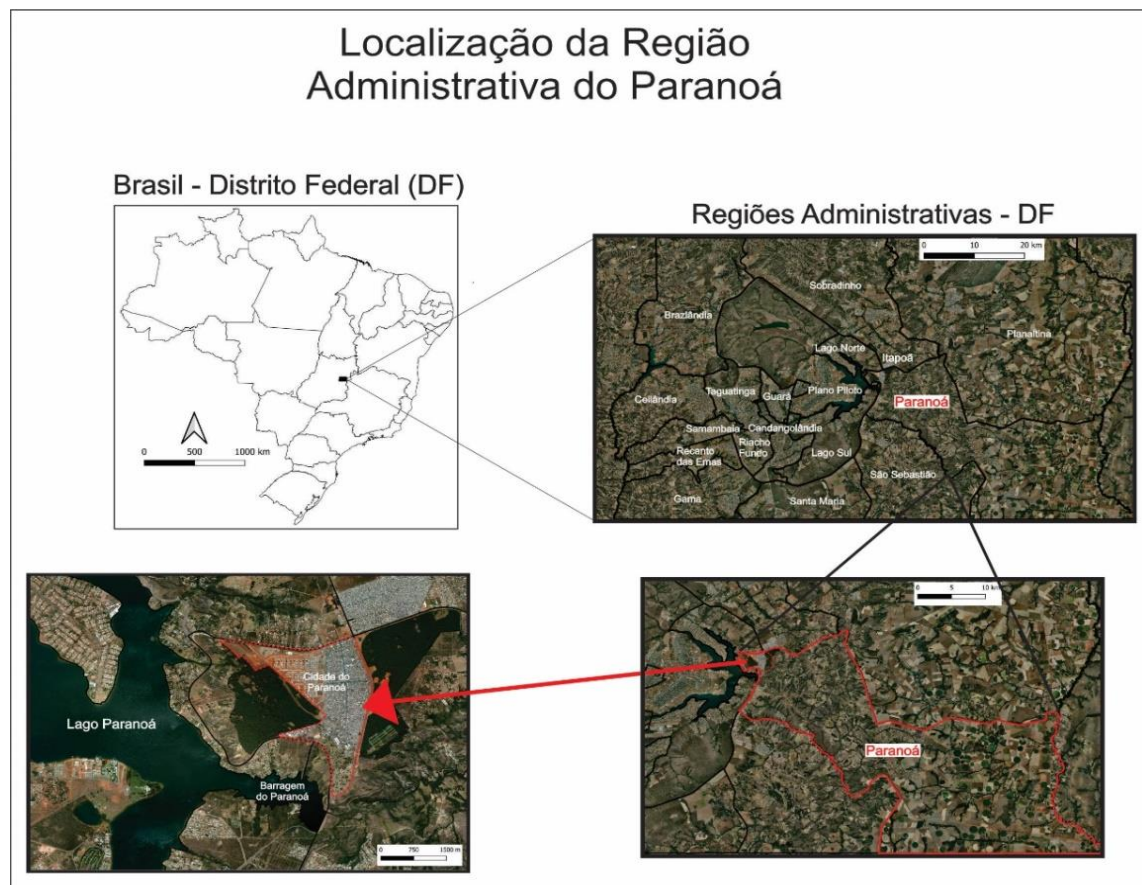 Localização da Região
Administrativa do Paranoá
Brasil - Distrito Federal (DF)
0 500 1000 km
Regiões Administrativas - DF
0 10 20 km
Sobradinho
Brazlândia
Planaltina
Lago Norte
Itapoã
Taguatinga
Guará
Plano Piloto
Ceilândia
Paranoá
Samambaia
Candangolândia
Recanto
das Emas
Riacho
Fundo
Lago Sul
São Sebastião
Gama
Santa Maria
Cidade do
Paranoá
Lago Paranoá
Barragem
do Paranoá
0 750 1500 m
0 5 10 km
Paranoá